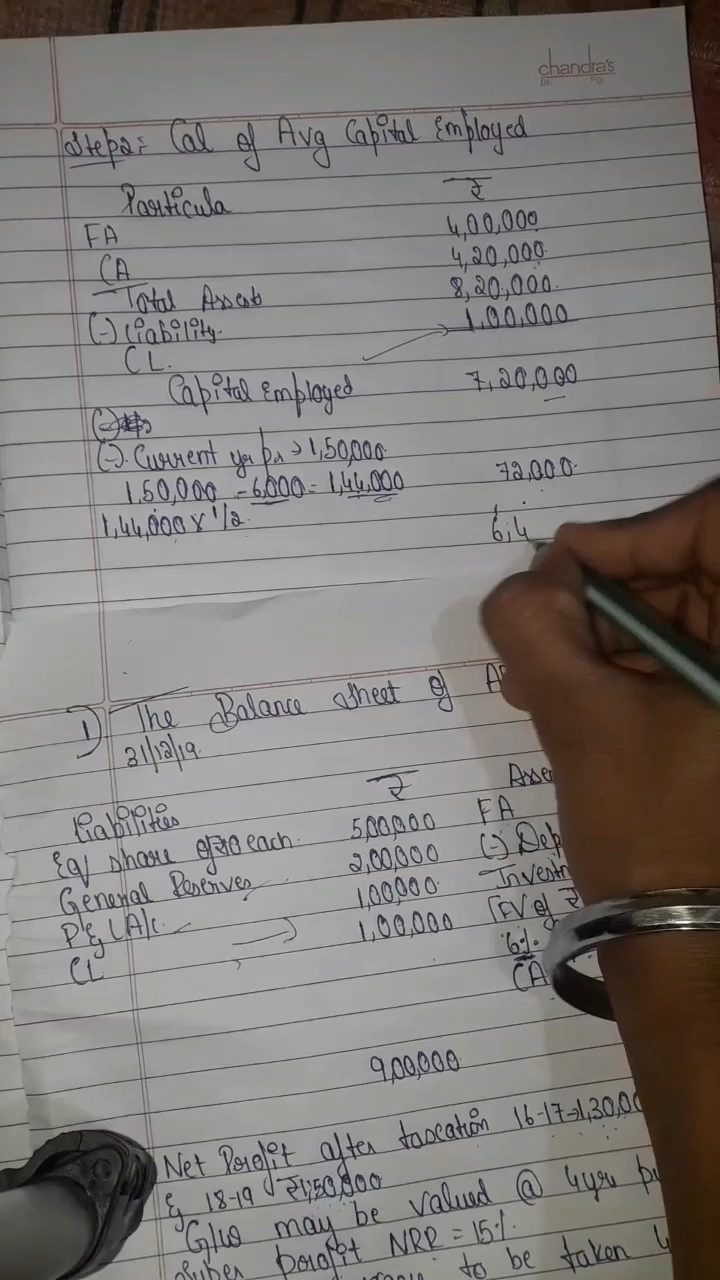 chandra's
Step2:- Cal of Avg Capital Employed
Particula ₹
FA 4,00,000
CA 4,20,000
Total Asset 8,20,000
(-) Liability 1,00,000
CL.
Capital Employed 7,20,000
(-)
(-). Current yr pr → 1,50,000
1,50,000 - 6,000 = 1,44,000 72,000
1,44,000 x 1/2 6,4
1) The Balance Sheet of
31/12/19
Liabilities ₹ Asse
Eq/ share of each 5,00,000 FA
General Reserves 2,00,000 (-) Dep
P & L A/c. 1,00,000 Investm
CL 1,00,000 (FV of ₹
6%
CA
9,00,000
Net Profit after taxation 16-17→1,30,00
& 18-19 ₹1,50,000
G/w may be valued @ 4yrs pu
Super profit NRR = 15%
to be taken